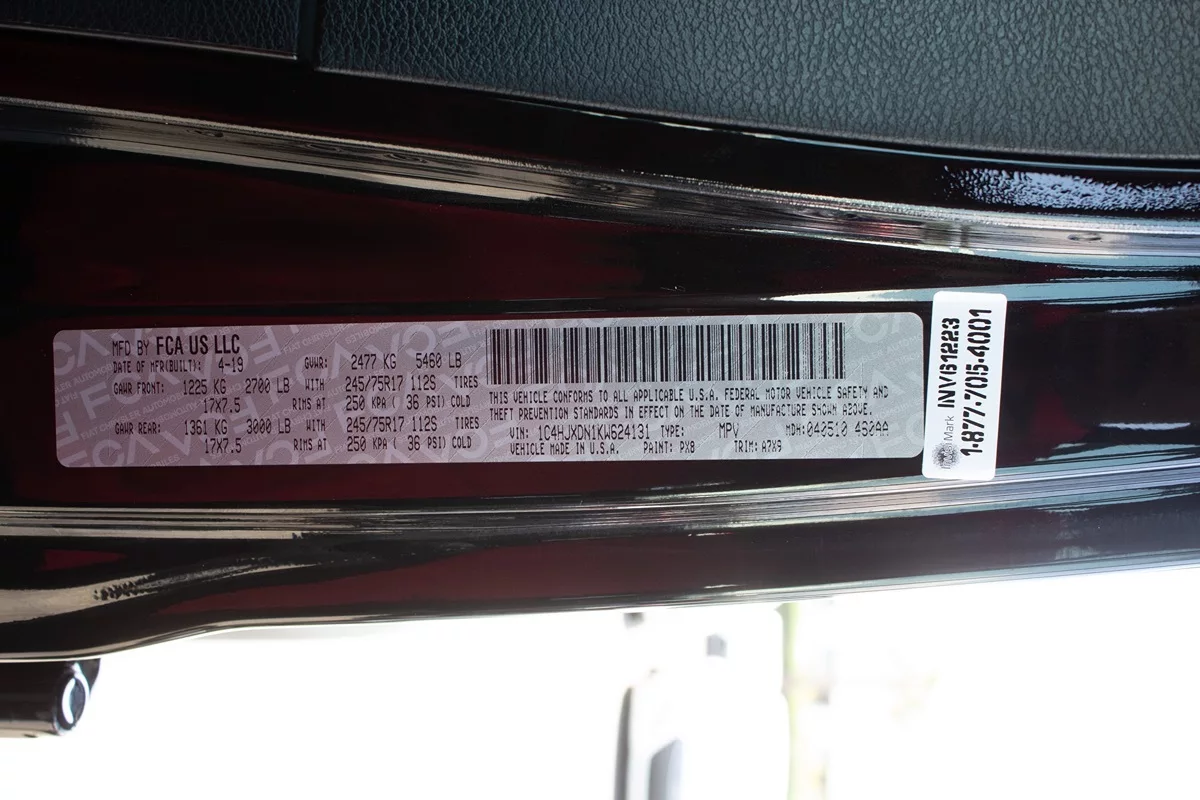 MFD BY FCA US LLC
DATE OF MFR(BUILT): 4-19 GVWR: 2477 KG 5460 LB
GAWR FRONT: 1225 KG 2700 LB WITH 245/75R17 112S TIRES
17X7.5 RIMS AT 250 KPA ( 36 PSI) COLD
GAWR REAR: 1361 KG 3000 LB WITH 245/75R17 112S TIRES
17X7.5 RIMS AT 250 KPA ( 36 PSI) COLD
THIS VEHICLE CONFORMS TO ALL APPLICABLE U.S.A. FEDERAL MOTOR VEHICLE SAFETY AND
THEFT PREVENTION STANDARDS IN EFFECT ON THE DATE OF MANUFACTURE SHOWN ABOVE.
VIN: 1C4HJXDN1KW624131 TYPE: MPV MDH: 040510 460AA
VEHICLE MADE IN U.S.A. PAINT: PX8 TRIM: A7X9
INV61223
Mark
1-877-705-4001